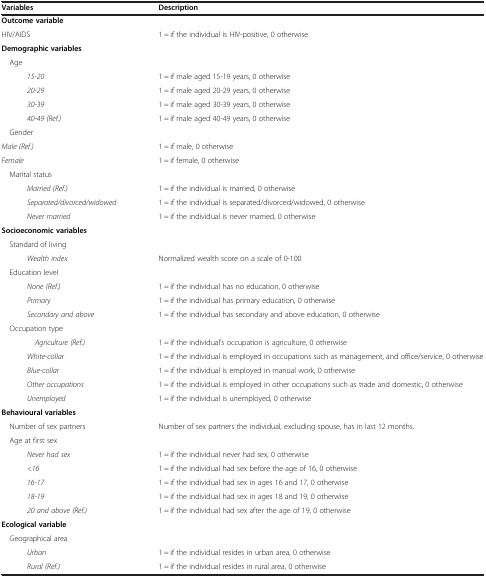 Variables Description
Outcome variable
HIV/AIDS 1 = if the individual is HIV-positive, 0 otherwise
Demographic variables
Age
15-20 1 = if male aged 15-19 years, 0 otherwise
20-29 1 = if male aged 20-29 years, 0 otherwise
30-39 1 = if male aged 30-39 years, 0 otherwise
40-49 (Ref.) 1 = if male aged 40-49 years, 0 otherwise
Gender
Male (Ref.) 1 = if male, 0 otherwise
Female 1 = if female, 0 otherwise
Marital status
Married (Ref.) 1 = if the individual is married, 0 otherwise
Separated/divorced/widowed 1 = if the individual is separated/divorced/widowed, 0 otherwise
Never married 1 = if the individual is never married, 0 otherwise
Socioeconomic variables
Standard of living
Wealth index Normalized wealth score on a scale of 0-100
Education level
None (Ref.) 1 = if the individual has no education, 0 otherwise
Primary 1 = if the individual has primary education, 0 otherwise
Secondary and above 1 = if the individual has secondary and above education, 0 otherwise
Occupation type
Agriculture (Ref.) 1 = if the individual's occupation is agriculture, 0 otherwise
White-collar 1 = if the individual is employed in occupations such as management, and office/service, 0 otherwise
Blue-collar 1 = if the individual is employed in manual work, 0 otherwise
Other occupations 1 = if the individual is employed in other occupations such as trade and domestic, 0 otherwise
Unemployed 1 = if the individual is unemployed, 0 otherwise
Behavioural variables
Number of sex partners Number of sex partners the individual, excluding spouse, has in last 12 months.
Age at first sex
Never had sex 1 = if the individual never had sex, 0 otherwise
<16 1 = if the individual had sex before the age of 16, 0 otherwise
16-17 1 = if the individual had sex in ages 16 and 17, 0 otherwise
18-19 1 = if the individual had sex in ages 18 and 19, 0 otherwise
20 and above (Ref.) 1 = if the individual had sex after the age of 19, 0 otherwise
Ecological variable
Geographical area
Urban 1 = if the individual resides in urban area, 0 otherwise
Rural (Ref.) 1 = if the individual resides in rural area, 0 otherwise